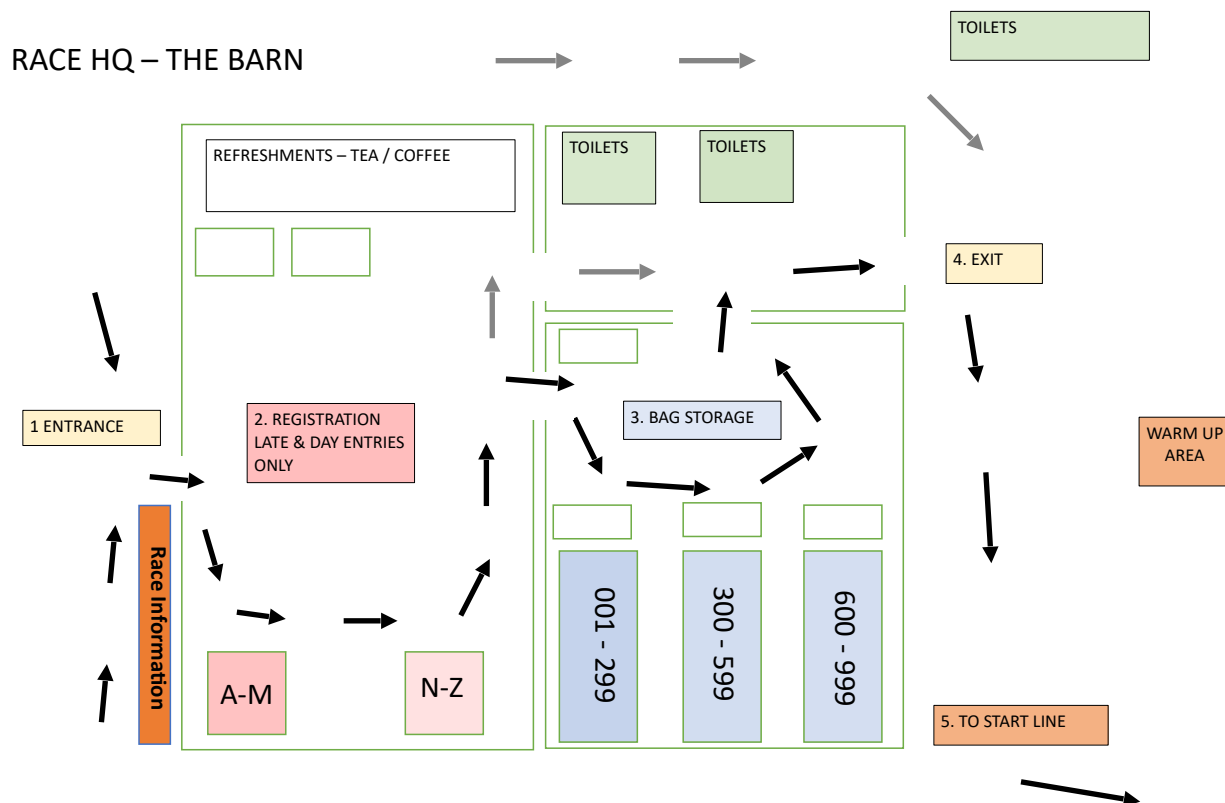 RACE HQ – THE BARN
TOILETS
REFRESHMENTS – TEA / COFFEE
TOILETS
TOILETS
4. EXIT
1 ENTRANCE
2. REGISTRATION
LATE & DAY ENTRIES
ONLY
3. BAG STORAGE
WARM UP
AREA
Race Information
001 - 299
300 - 599
600 - 999
A-M
N-Z
5. TO START LINE